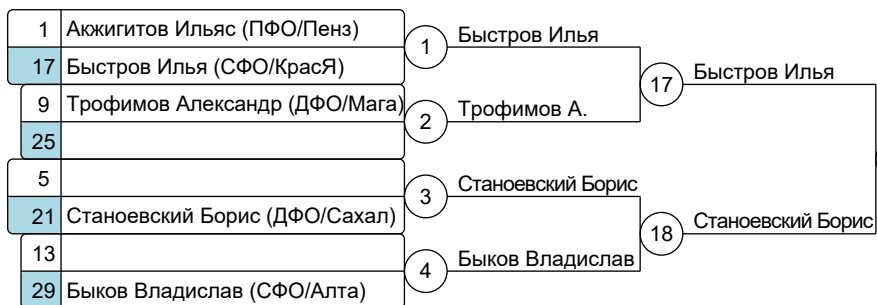 1 Акжигитов Ильяс (ПФО/Пенз)
17 Быстров Илья (СФО/КрасЯ)
1 Быстров Илья
9 Трофимов Александр (ДФО/Мага)
25
2 Трофимов А.
17 Быстров Илья
5
21 Станоевский Борис (ДФО/Сахал)
3 Станоевский Борис
13
29 Быков Владислав (СФО/Алта)
4 Быков Владислав
18 Станоевский Борис